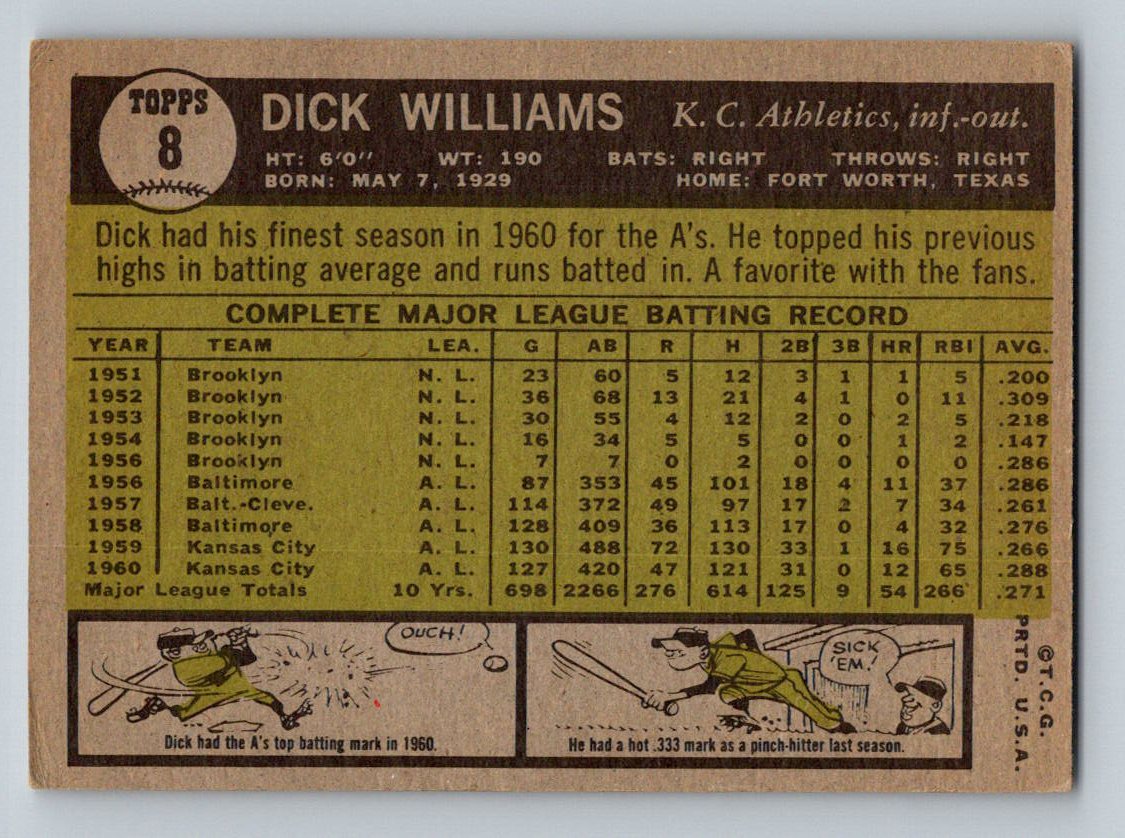 TOPPS
8
DICK WILLIAMS K. C. Athletics, inf.-out.
HT: 6'0" WT: 190 BATS: RIGHT THROWS: RIGHT
BORN: MAY 7, 1929 HOME: FORT WORTH, TEXAS
Dick had his finest season in 1960 for the A's. He topped his previous
highs in batting average and runs batted in. A favorite with the fans.
COMPLETE MAJOR LEAGUE BATTING RECORD
YEAR TEAM LEA. G AB R H 2B 3B HR RBI AVG.
1951 Brooklyn N. L. 23 60 5 12 3 1 1 5 .200
1952 Brooklyn N. L. 36 68 13 21 4 1 0 11 .309
1953 Brooklyn N. L. 30 55 4 12 2 0 2 5 .218
1954 Brooklyn N. L. 16 34 5 5 0 0 1 2 .147
1956 Brooklyn N. L. 7 7 0 2 0 0 0 0 .286
1956 Baltimore A. L. 87 353 45 101 18 4 11 37 .286
1957 Balt.-Cleve. A. L. 114 372 49 97 17 2 7 34 .261
1958 Baltimore A. L. 128 409 36 113 17 0 4 32 .276
1959 Kansas City A. L. 130 488 72 130 33 1 16 75 .266
1960 Kansas City A. L. 127 420 47 121 31 0 12 65 .288
Major League Totals 10 Yrs. 698 2266 276 614 125 9 54 266 .271
OUCH!
Dick had the A's top batting mark in 1960.
SICK
'EM!
He had a hot .333 mark as a pinch-hitter last season.
©T.C.G.
PRTD. U.S.A.